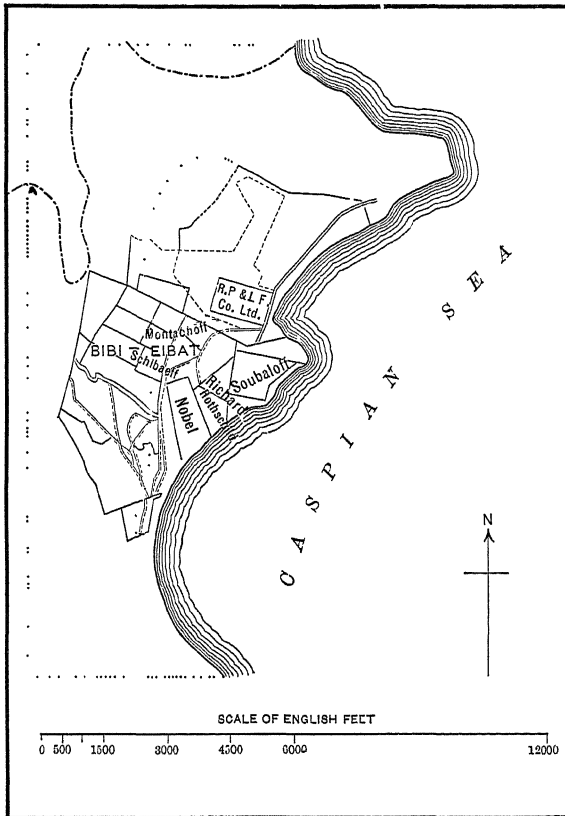 R.P & L F.
Co. Ltd.
Montachoff
BIBI – EIBAT
Schibaeff
Soubaloff
Richard
Nobel
CASPIAN SEA
N
SCALE OF ENGLISH FEET
0 500 1500 3000 4500 6000 12000